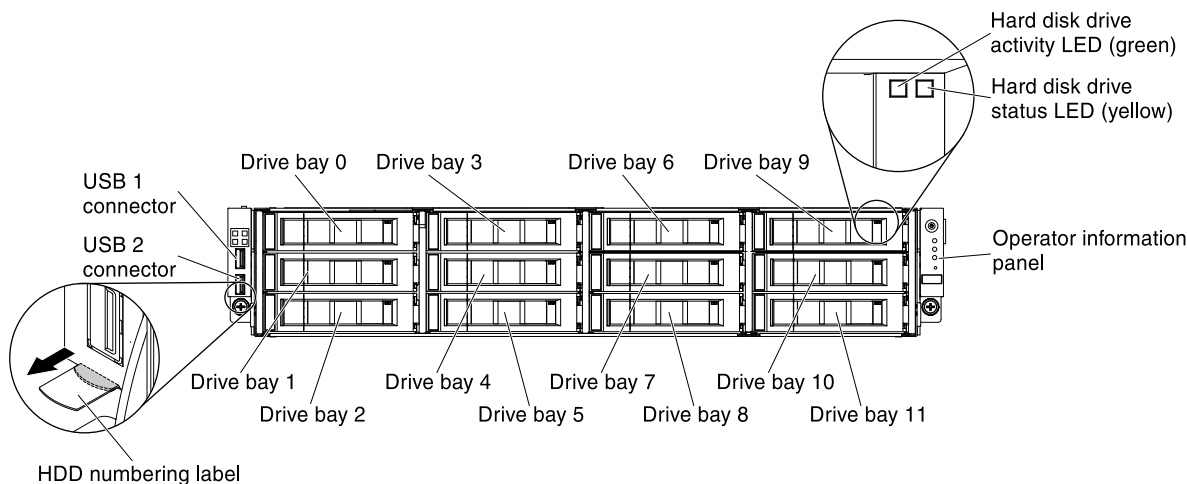 Hard disk drive
activity LED (green)
Hard disk drive
status LED (yellow)
Drive bay 0
Drive bay 3
Drive bay 6
Drive bay 9
USB 1
connector
USB 2
connector
Operator information
panel
Drive bay 1
Drive bay 4
Drive bay 7
Drive bay 10
Drive bay 2
Drive bay 5
Drive bay 8
Drive bay 11
HDD numbering label